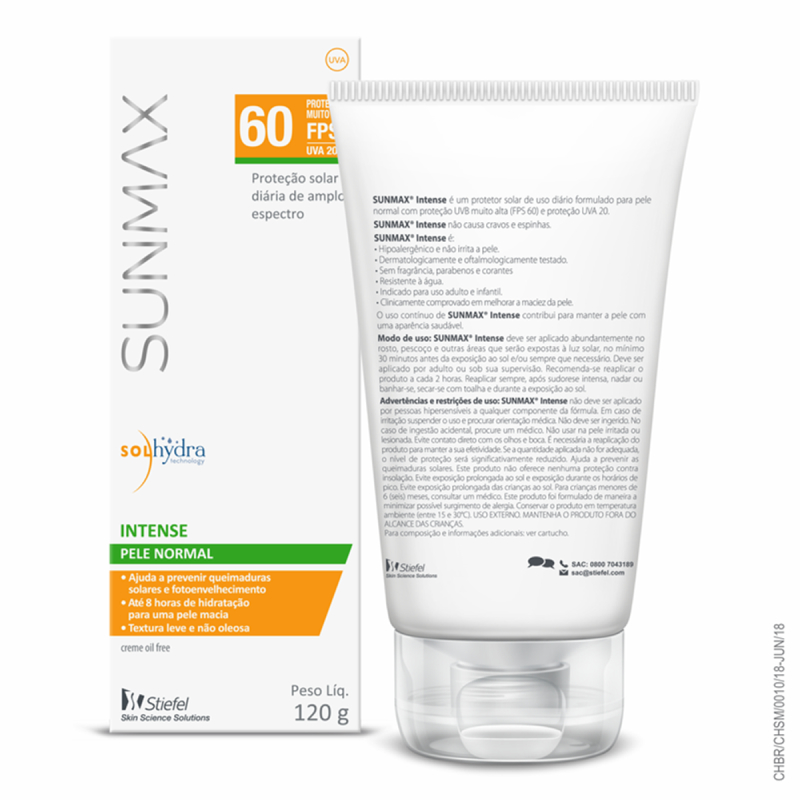 UVA
SUNMAX
60
PROTE
MUITO
FPS
UVA 20
Proteção solar
diária de amplo
espectro
SOLhydra
technology
INTENSE
PELE NORMAL
• Ajuda a prevenir queimaduras
solares e fotoenvelhecimento
• Até 8 horas de hidratação
para uma pele macia
• Textura leve e não oleosa
creme oil free
Stiefel
Skin Science Solutions
Peso Líq.
120 g
SUNMAX® Intense é um protetor solar de uso diário formulado para pele
normal com proteção UVB muito alta (FPS 60) e proteção UVA 20.
SUNMAX® Intense não causa cravos e espinhas.
SUNMAX® Intense é:
• Hipoalergênico e não irrita a pele.
• Dermatologicamente e oftalmologicamente testado.
• Sem fragrância, parabenos e corantes
• Resistente à água.
• Indicado para uso adulto e infantil.
• Clinicamente comprovado em melhorar a maciez da pele.
O uso contínuo de SUNMAX® Intense contribui para manter a pele com
uma aparência saudável.
Modo de uso: SUNMAX® Intense deve ser aplicado abundantemente no
rosto, pescoço e outras áreas que serão expostas à luz solar, no mínimo
30 minutos antes da exposição ao sol e/ou sempre que necessário. Deve ser
aplicado por adulto ou sob sua supervisão. Recomenda-se reaplicar o
produto a cada 2 horas. Reaplicar sempre, após sudorese intensa, nadar ou
banhar-se, secar-se com toalha e durante a exposição ao sol.
Advertências e restrições de uso: SUNMAX® Intense não deve ser aplicado
por pessoas hipersensíveis a qualquer componente da fórmula. Em caso de
irritação suspender o uso e procurar orientação médica. Não deve ser ingerido. No
caso de ingestão acidental, procure um médico. Não usar na pele irritada ou
lesionada. Evite contato direto com os olhos e boca. É necessária a reaplicação do
produto para manter a sua efetividade. Se a quantidade aplicada não for adequada,
o nível de proteção será significativamente reduzido. Ajuda a prevenir as
queimaduras solares. Este produto não oferece nenhuma proteção contra
insolação. Evite exposição prolongada ao sol e exposição durante os horários de
pico. Evite exposição prolongada das crianças ao sol. Para crianças menores de
6 (seis) meses, consultar um médico. Este produto foi formulado de maneira a
minimizar possível surgimento de alergia. Conservar o produto em temperatura
ambiente (entre 15 e 30°C). USO EXTERNO. MANTENHA O PRODUTO FORA DO
ALCANCE DAS CRIANÇAS.
Para composição e informações adicionais: ver cartucho.
Stiefel
Skin Science Solutions
SAC: 0800 7043189
sac@stiefel.com
CHBR/CHSM/0010/18-JUN/18